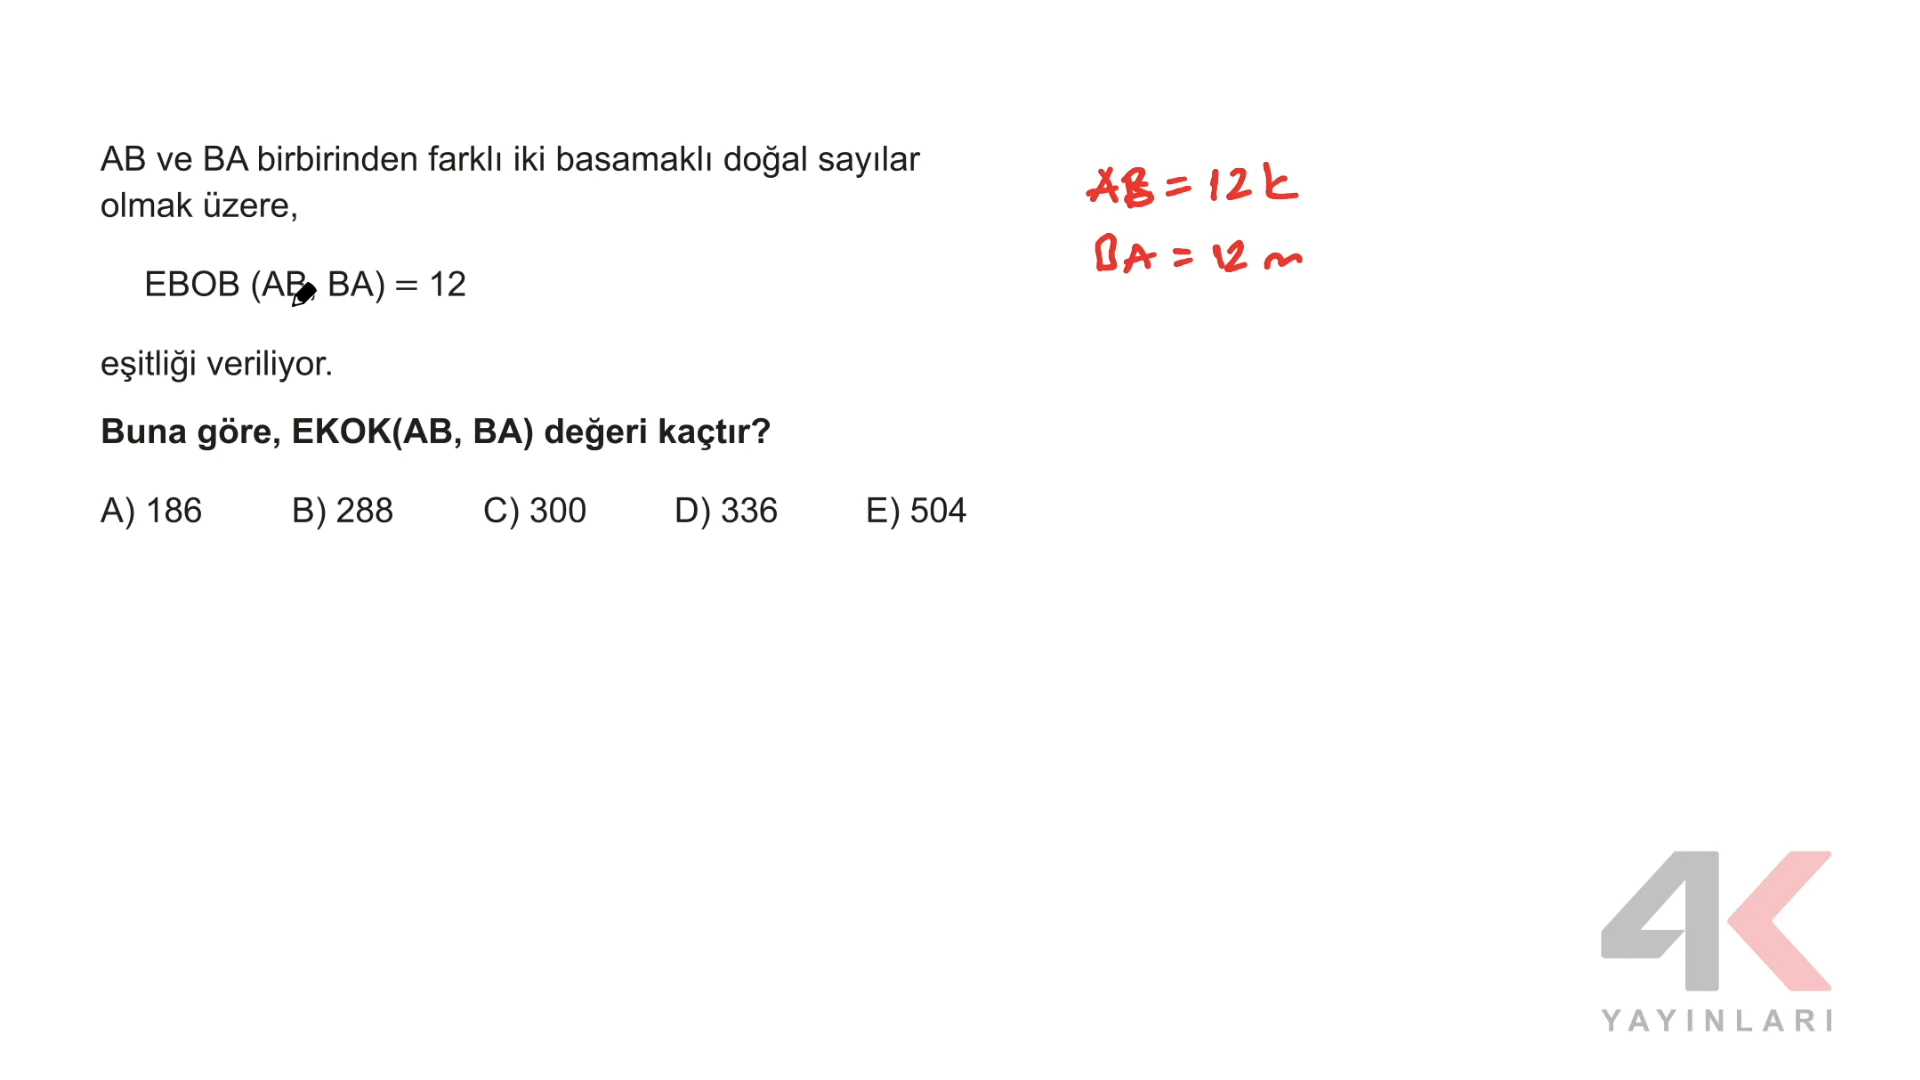 AB ve BA birbirinden farklı iki basamaklı doğal sayılar
olmak üzere,
EBOB (AB, BA) = 12
eşitliği veriliyor.
Buna göre, EKOK(AB, BA) değeri kaçtır?
A) 186 B) 288 C) 300 D) 336 E) 504
AB = 12k
BA = 12m
4K
YAYINLARI